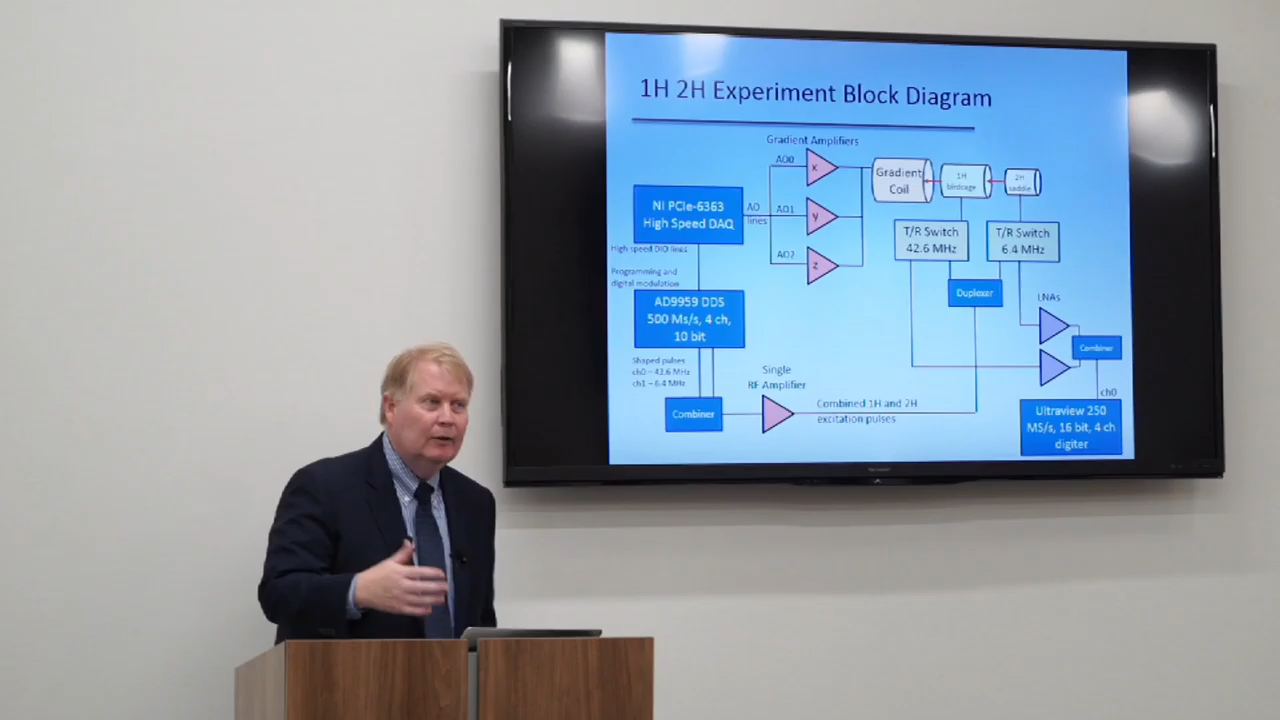 1H 2H Experiment Block Diagram
Gradient Amplifiers
AO0
x
Gradient
Coil
1H
birdcage
2H
saddle
NI PCIe-6363
High Speed DAQ
AO
lines
AO1
y
T/R Switch
42.6 MHz
T/R Switch
6.4 MHz
High speed DIO lines
AO2
z
Programming and
digital modulation
Duplexer
LNAs
AD9959 DDS
500 Ms/s, 4 ch,
10 bit
Combiner
Shaped pulses
ch0 – 42.6 MHz
ch1 – 6.4 MHz
Single
RF Amplifier
ch0
Combiner
Combined 1H and 2H
excitation pulses
Ultraview 250
MS/s, 16 bit, 4 ch
digiter